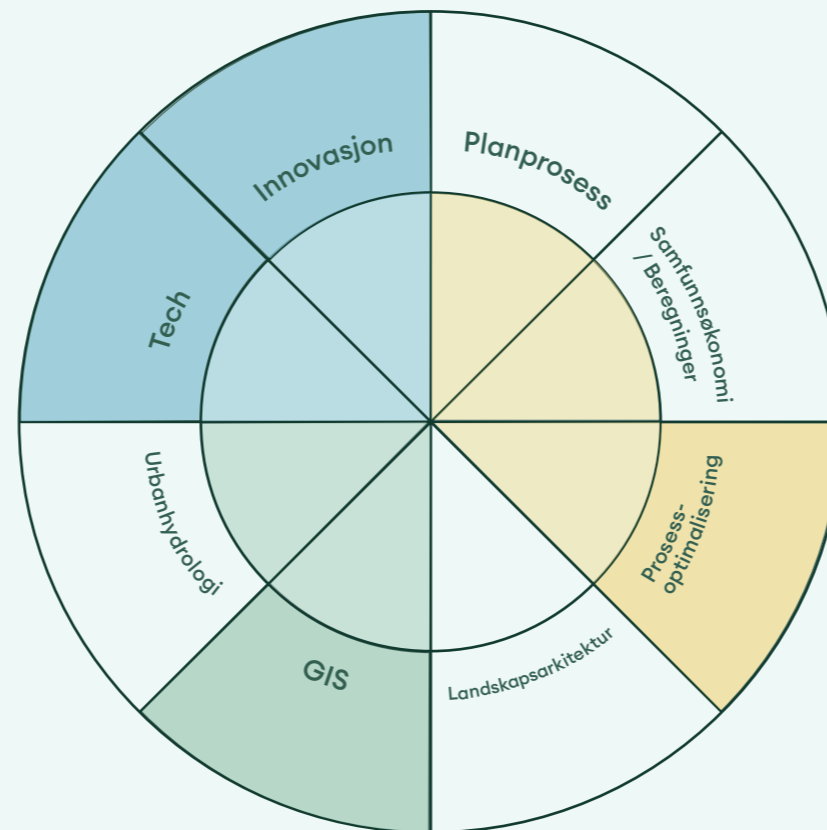 Innovasjon
Planprosess
Samfunnsøkonomi
/ Beregninger
Tech
Urbanhydrologi
Prosess-
optimalisering
GIS
Landskapsarkitektur